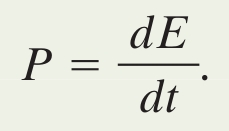 P = dE/dt.